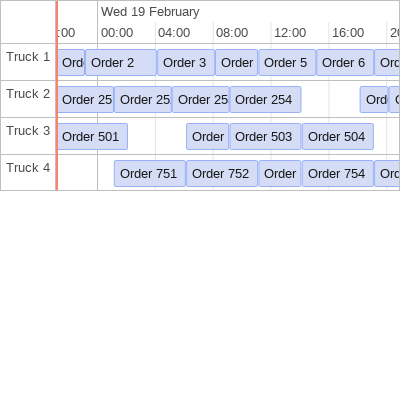 Wed 19 February
:00 00:00 04:00 08:00 12:00 16:00 20
Truck 1 Ord Order 2 Order 3 Order Order 5 Order 6 Ord
Truck 2 Order 25 Order 25 Order 25 Order 254 Ord
Truck 3 Order 501 Order Order 503 Order 504
Truck 4 Order 751 Order 752 Order Order 754 Ord